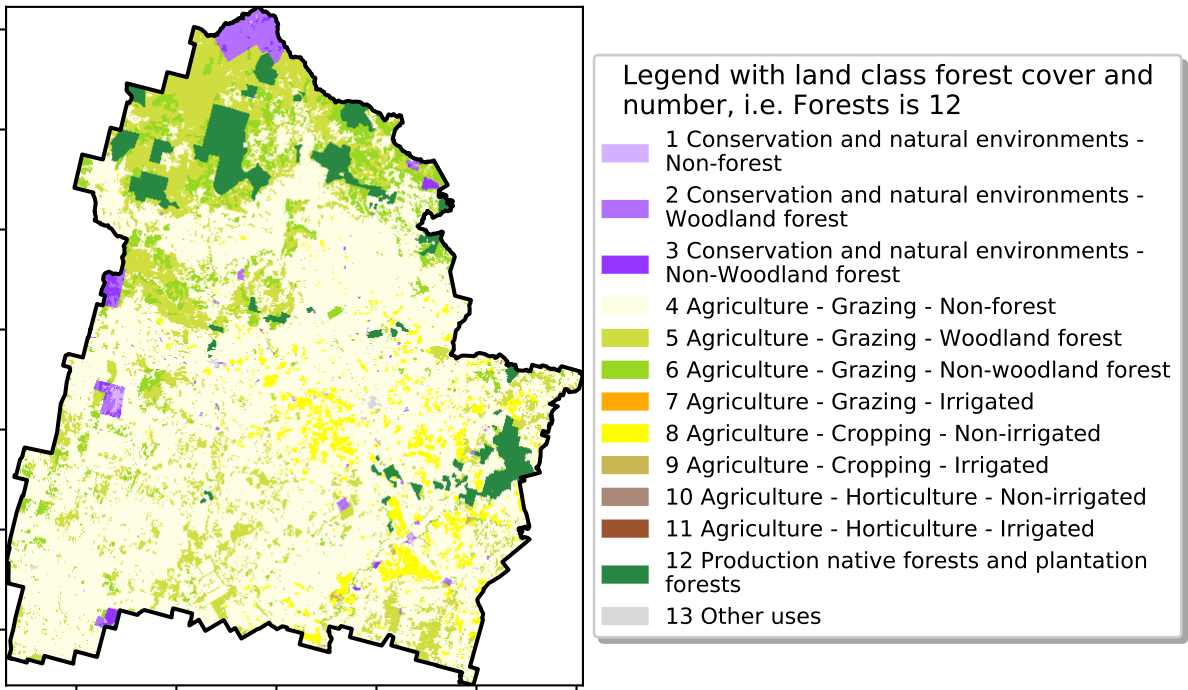 Legend with land class forest cover and
number, i.e. Forests is 12
1 Conservation and natural environments -
Non-forest
2 Conservation and natural environments -
Woodland forest
3 Conservation and natural environments -
Non-Woodland forest
4 Agriculture - Grazing - Non-forest
5 Agriculture - Grazing - Woodland forest
6 Agriculture - Grazing - Non-woodland forest
7 Agriculture - Grazing - Irrigated
8 Agriculture - Cropping - Non-irrigated
9 Agriculture - Cropping - Irrigated
10 Agriculture - Horticulture - Non-irrigated
11 Agriculture - Horticulture - Irrigated
12 Production native forests and plantation
forests
13 Other uses